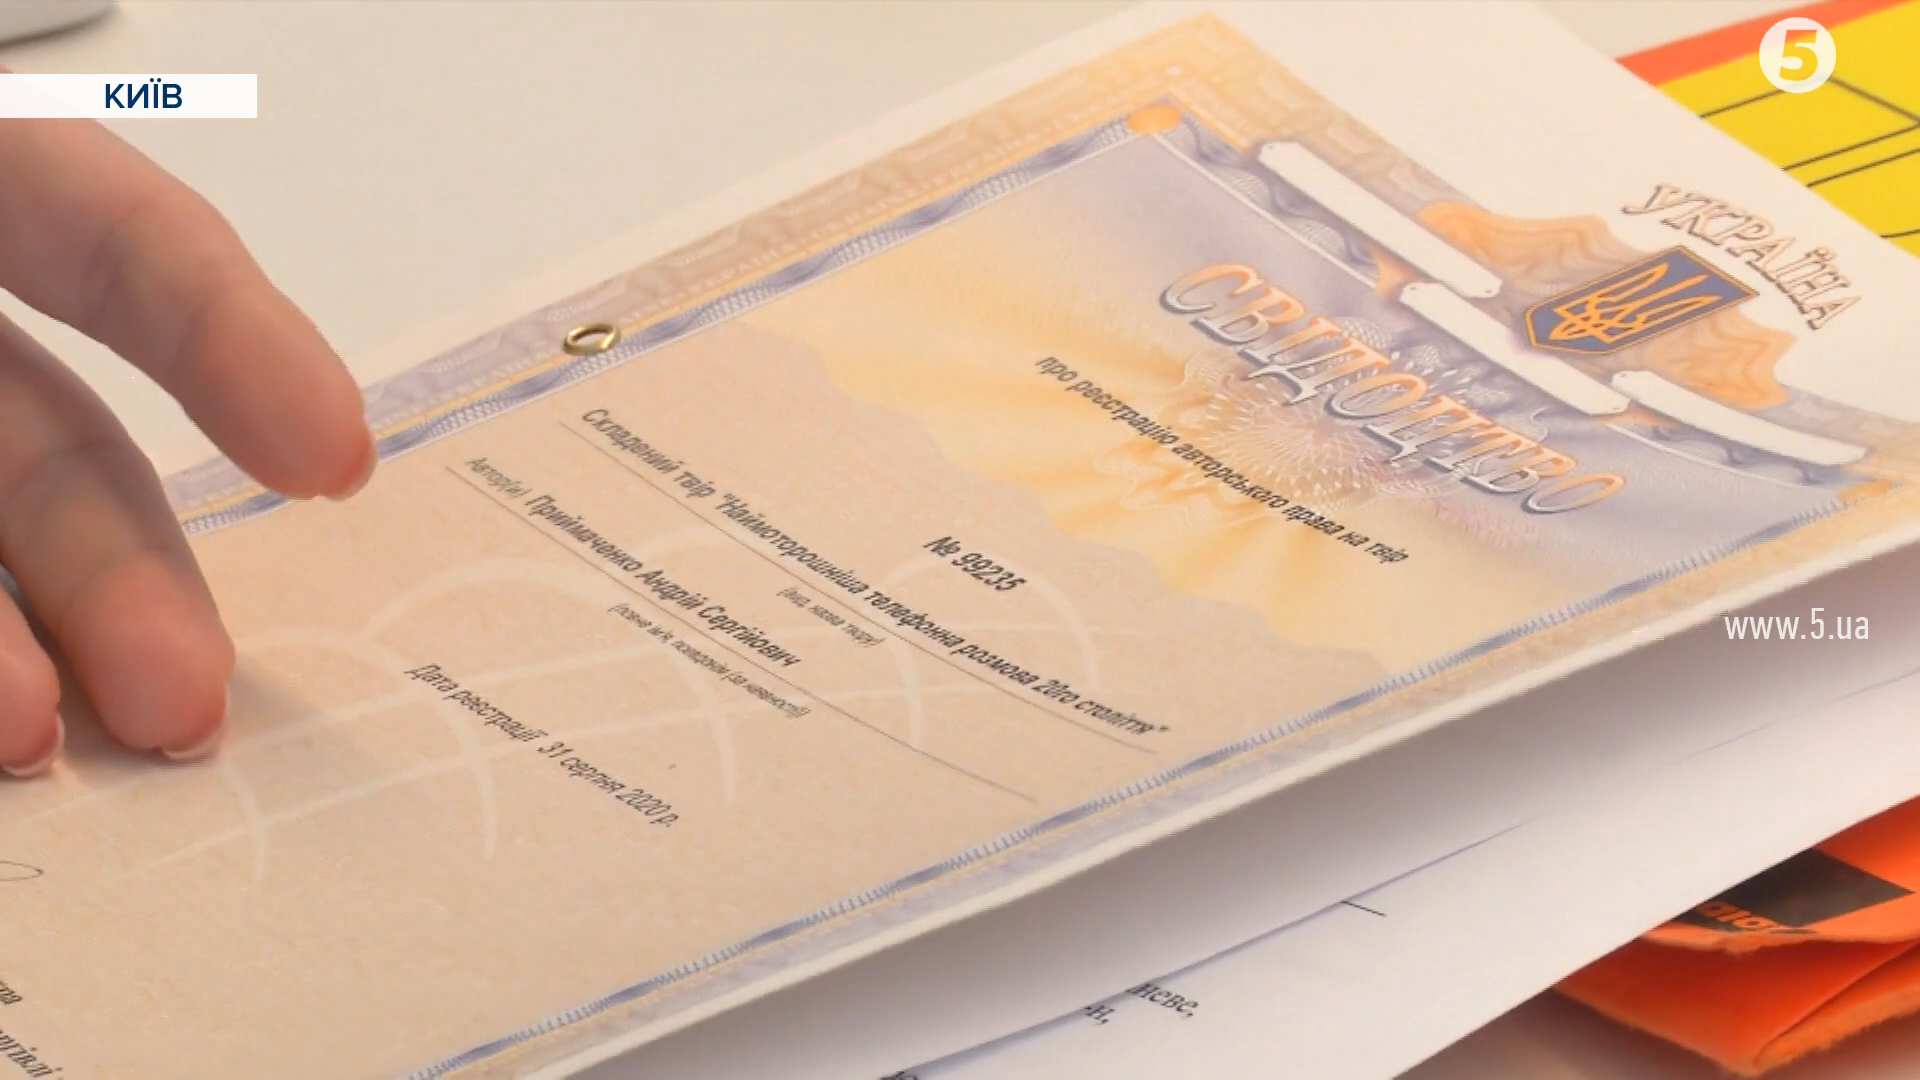 КИЇВ
5
УКРАЇНА
СВІДОЦТВО
про реєстрацію авторського права на твір
№ 99235
Складений твір "Наймоторошніша телефонна розмова 20го століття"
(вид, назва твору)
Автор(и) Приймаченко Андрій Сергійович
(повне ім'я, псевдонім (за наявності))
Дата реєстрації 31 серпня 2020 р.
www.5.ua